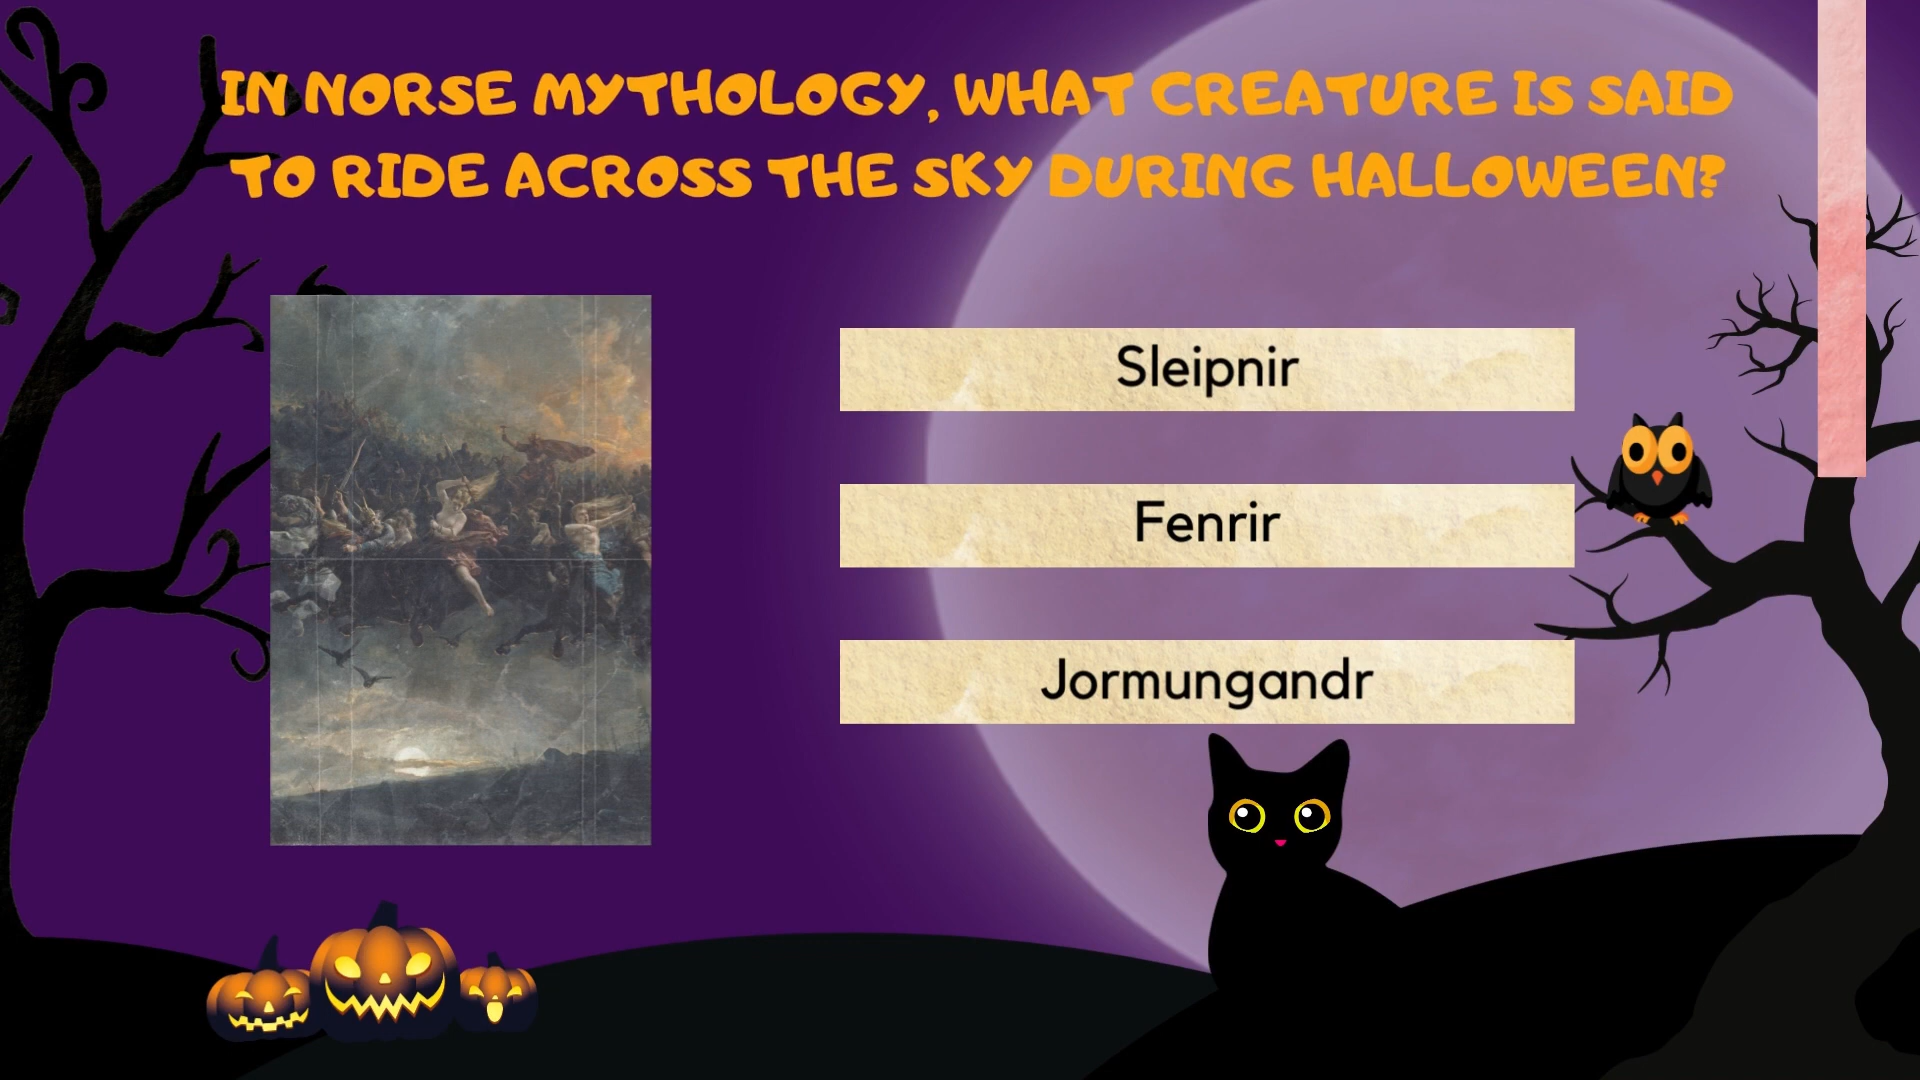 IN NORSE MYTHOLOGY, WHAT CREATURE IS SAID
TO RIDE ACROSS THE SKY DURING HALLOWEEN?
Sleipnir
Fenrir
Jormungandr